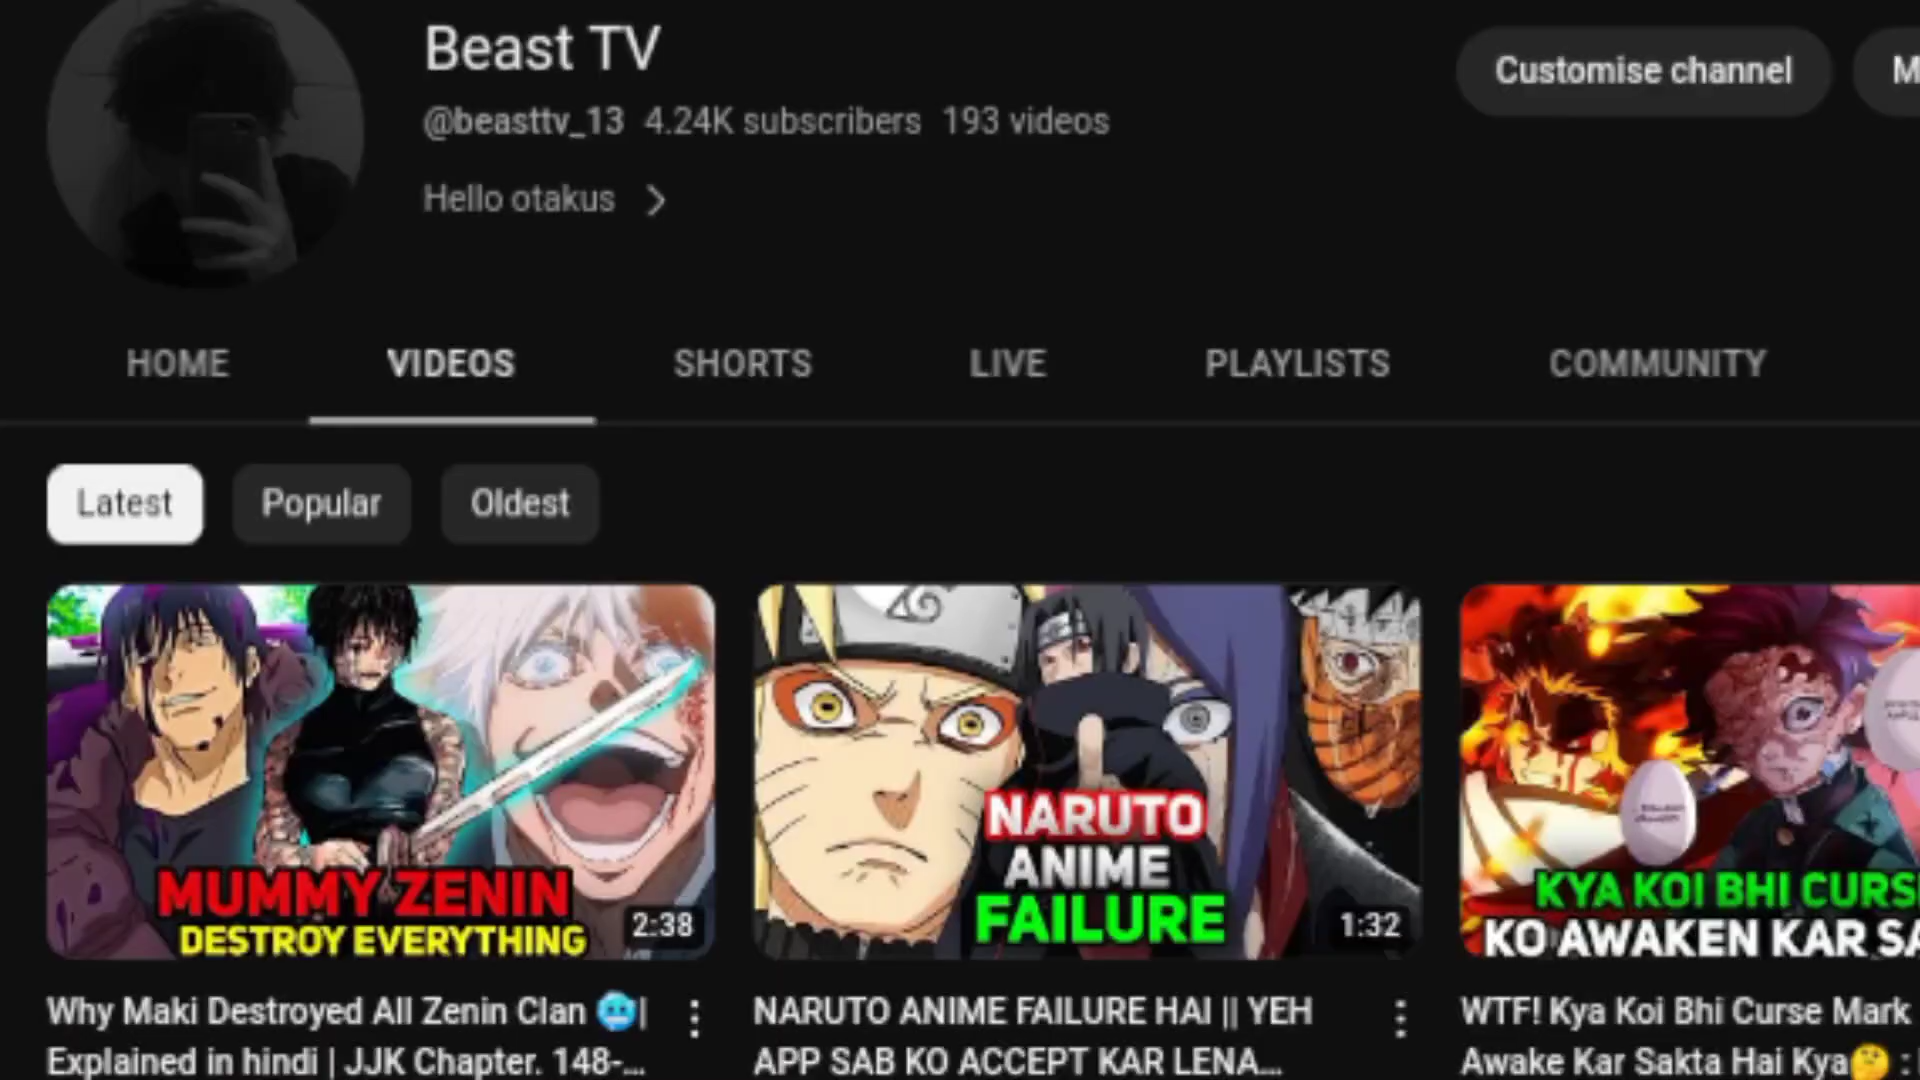 Beast TV
Customise channel
M
@beasttv_13 4.24K subscribers 193 videos
Hello otakus
HOME VIDEOS SHORTS LIVE PLAYLISTS COMMUNITY
Latest Popular Oldest
MUMMY ZENIN
DESTROY EVERYTHING
2:38
NARUTO
ANIME
FAILURE
1:32
KYA KOI BHI CURS
KO AWAKEN KAR SA
Why Maki Destroyed All Zenin Clan 🥶|
Explained in hindi | JJK Chapter. 148-...
NARUTO ANIME FAILURE HAI || YEH
APP SAB KO ACCEPT KAR LENA...
WTF! Kya Koi Bhi Curse Mark
Awake Kar Sakta Hai Kya🤔 :